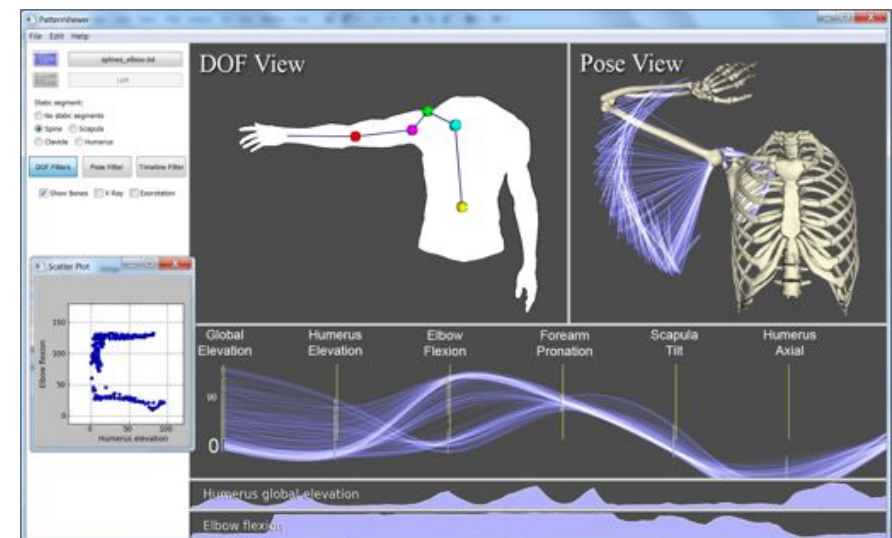 PatternViewer
File Edit Help
splines_elbow.txt
Left
Static segment:
No static segments
Spine Scapula
Clavicle Humerus
DOF Filters Pose Filter Timeline Filter
Show Bones X-Ray Exorotation
DOF View
Pose View
Scatter Plot
150
100
50
0
Elbow flexion
0 50 100
Humerus elevation
Global Elevation
Humerus Elevation
Elbow Flexion
Forearm Pronation
Scapula Tilt
Humerus Axial
90
0
Humerus global elevation
Elbow flexion